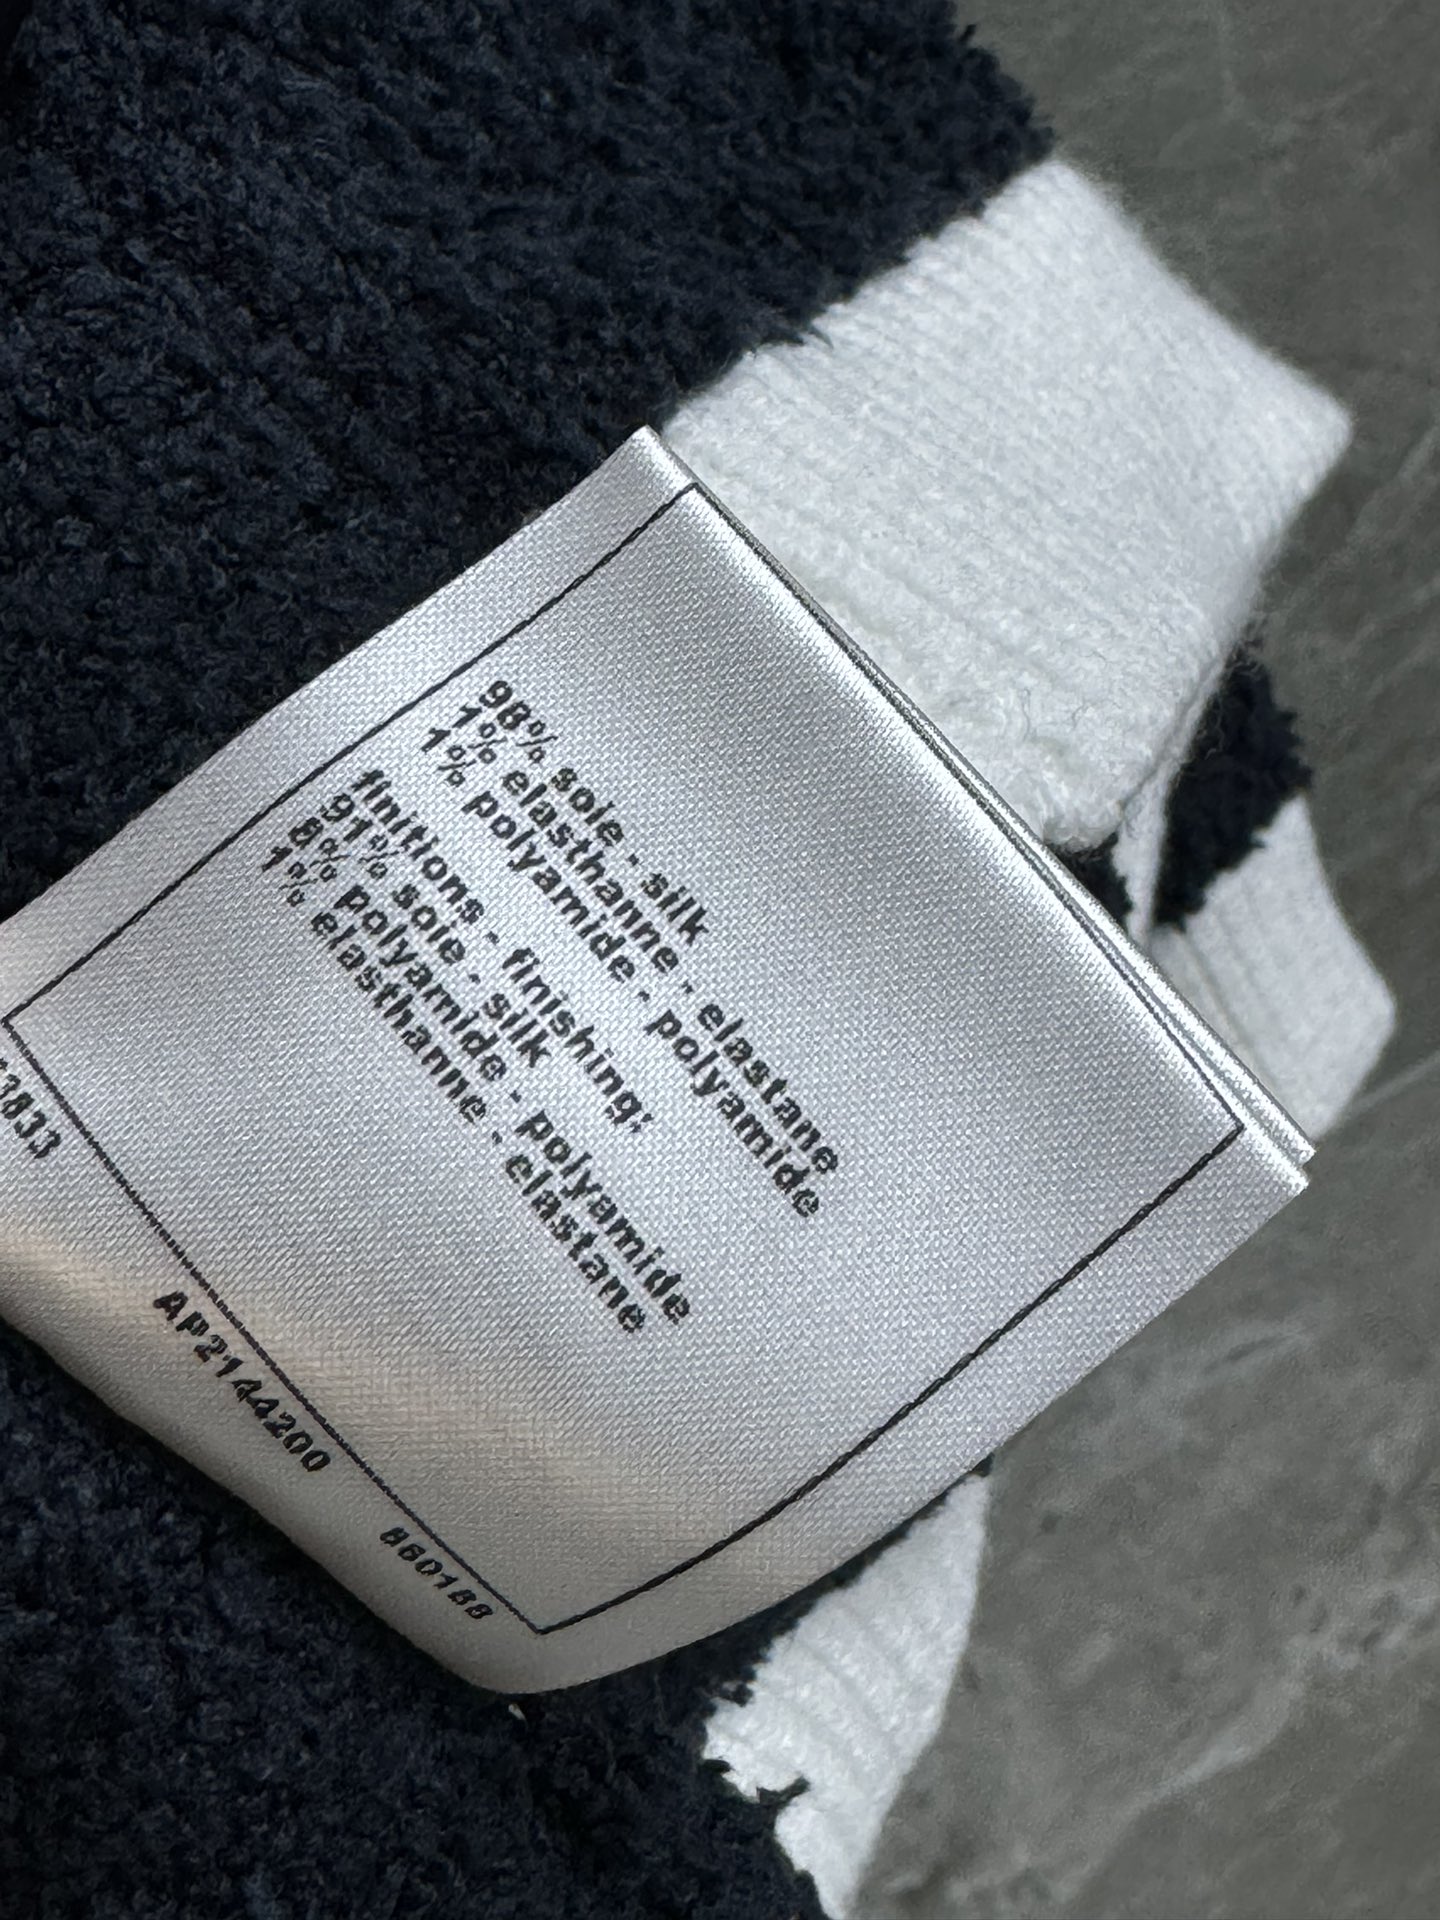 98% soie - silk
1% elasthanne - elastane
1% polyamide - polyamide
finitions - finishing:
91% soie - silk
8% polyamide - polyamide
1% elasthanne - elastane
3833
AP2144200
860188